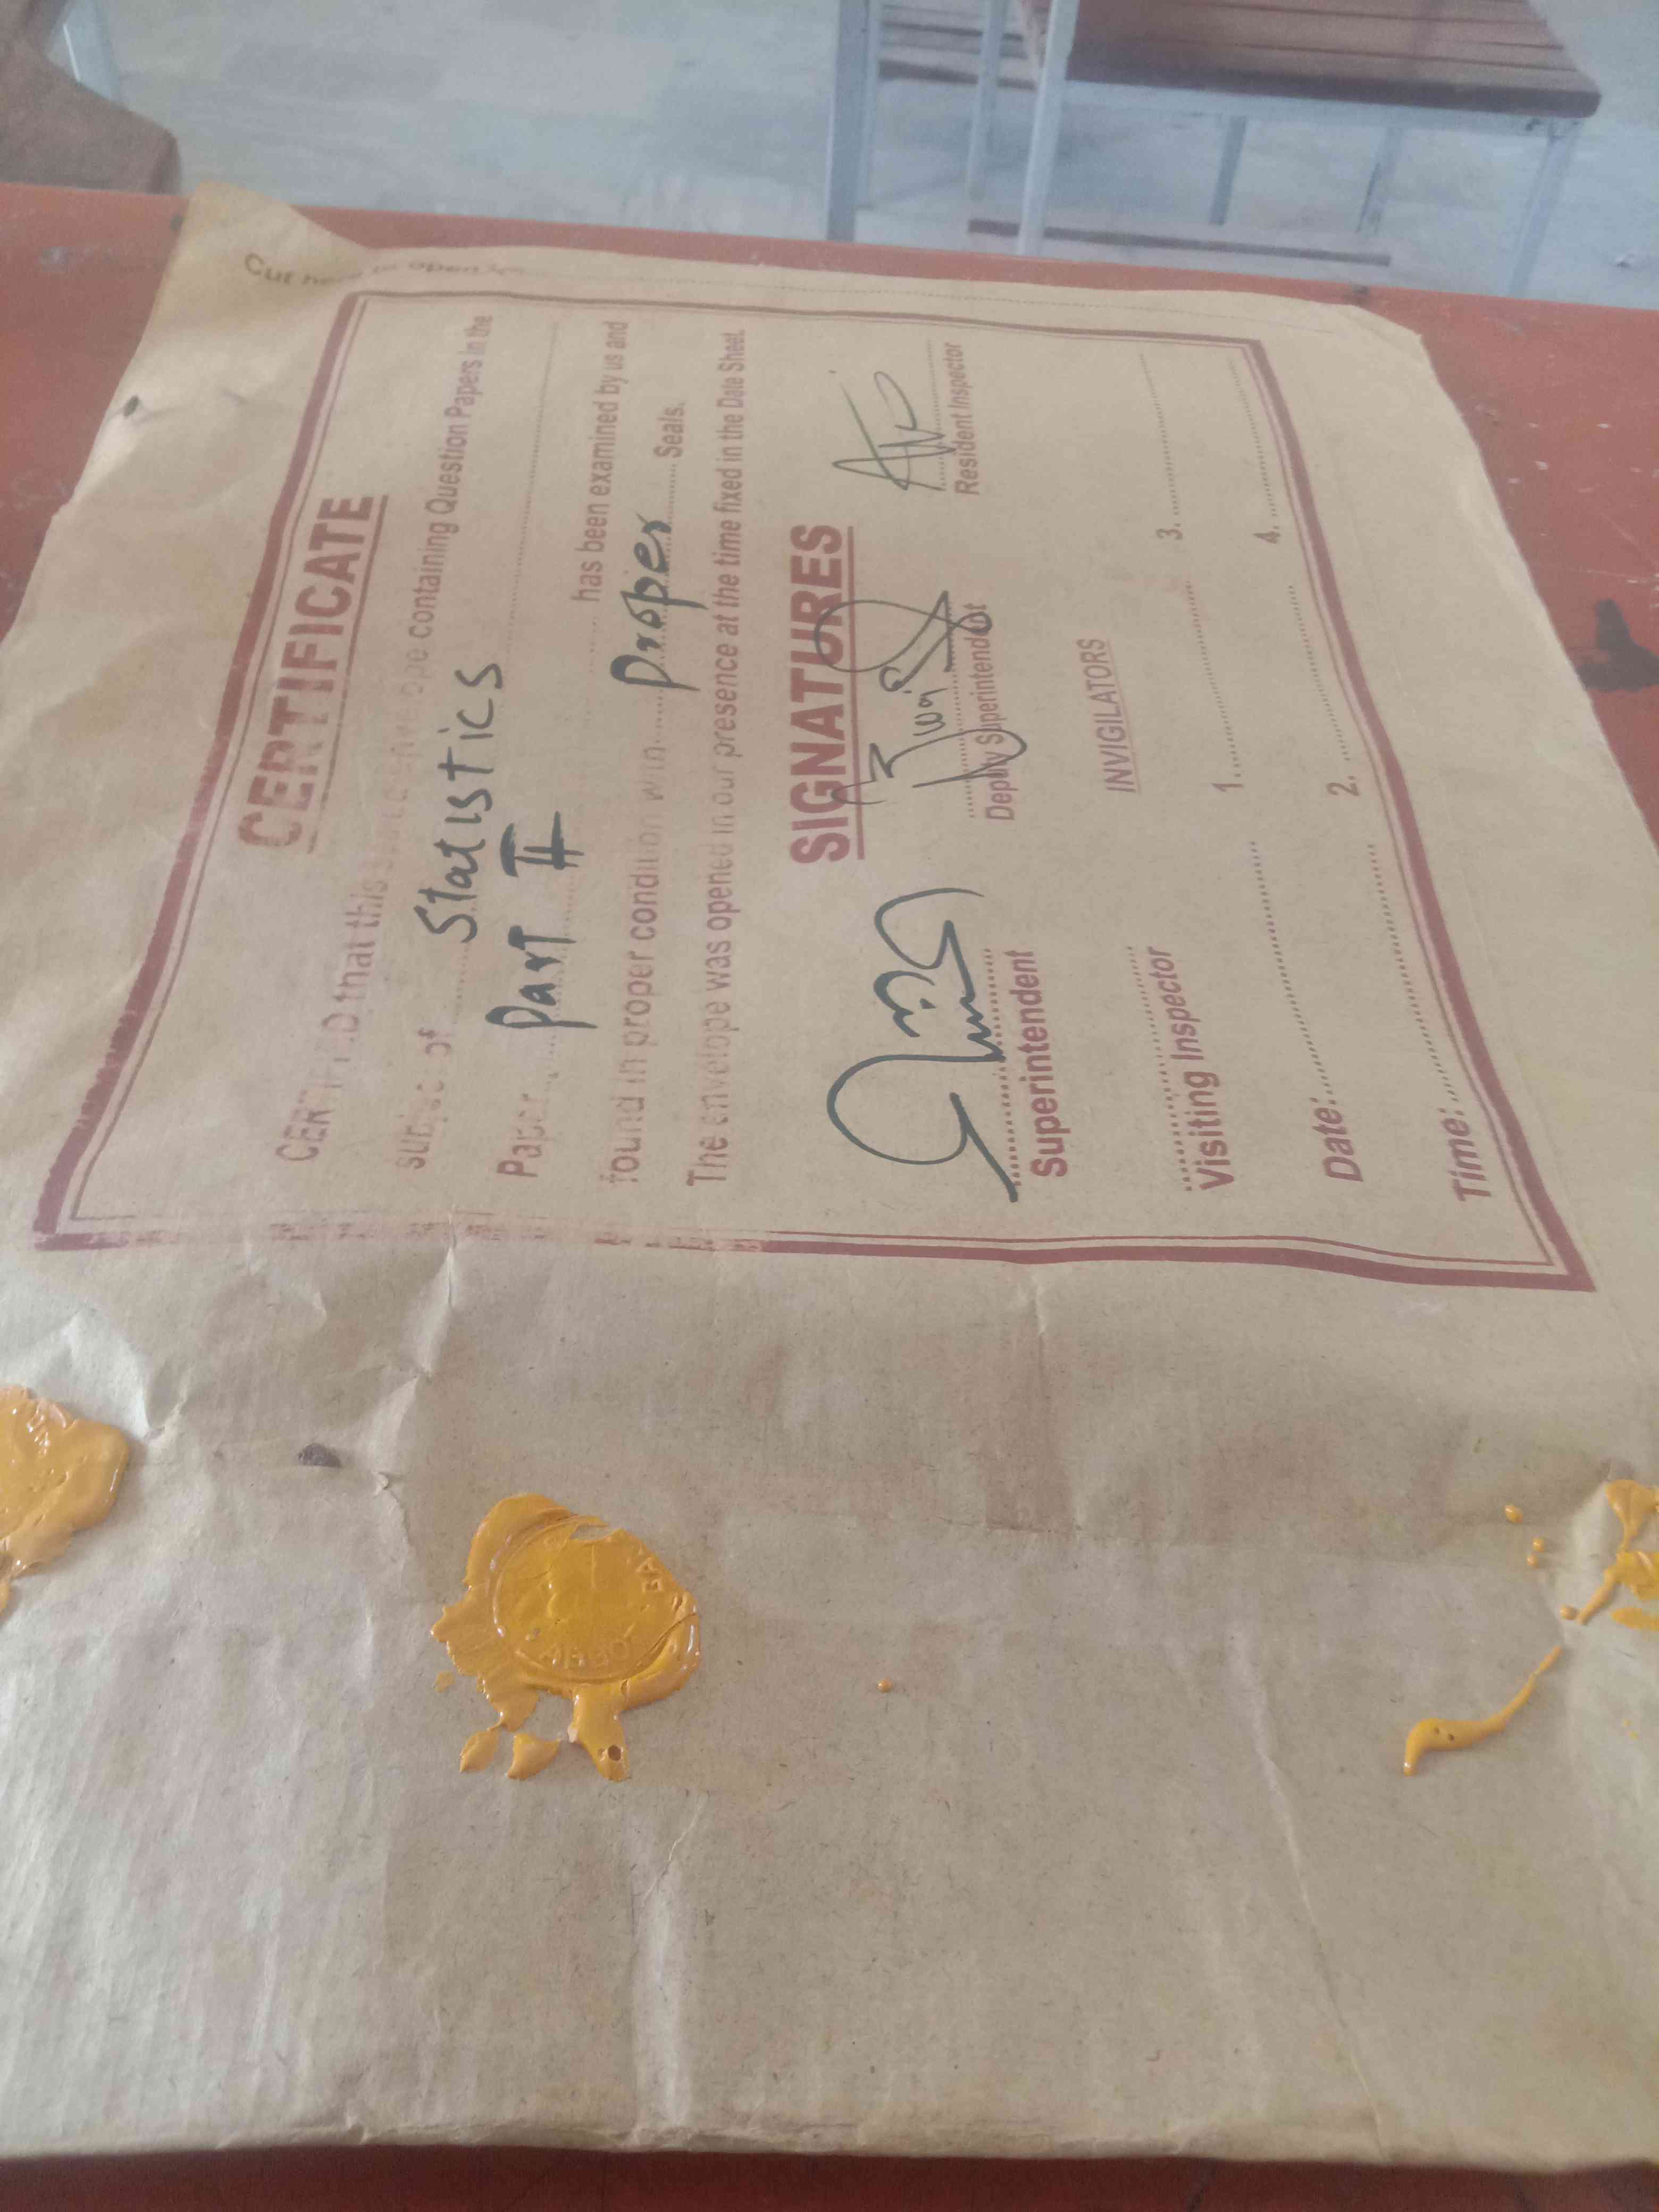 Cut here to open
CERTIFICATE
CERTIFIED that this sealed envelope containing Question Papers in the
subject of Statistics
Paper Part II has been examined by us and
found in proper condition with proper Seals.
The envelope was opened in our presence at the time fixed in the Date Sheet.
SIGNATURES
Superintendent Deputy Superintendent Resident Inspector
INVIGILATORS
Visiting Inspector 1. 3.
Date: 2. 4.
Time: